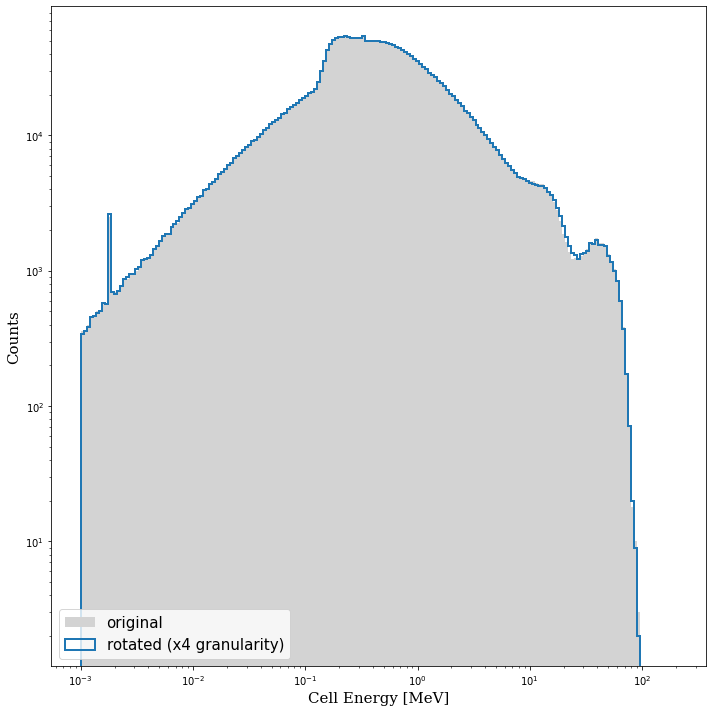 10⁴
10³
10²
10¹
Counts
original
rotated (x4 granularity)
10⁻³
10⁻²
10⁻¹
10⁰
10¹
10²
Cell Energy [MeV]